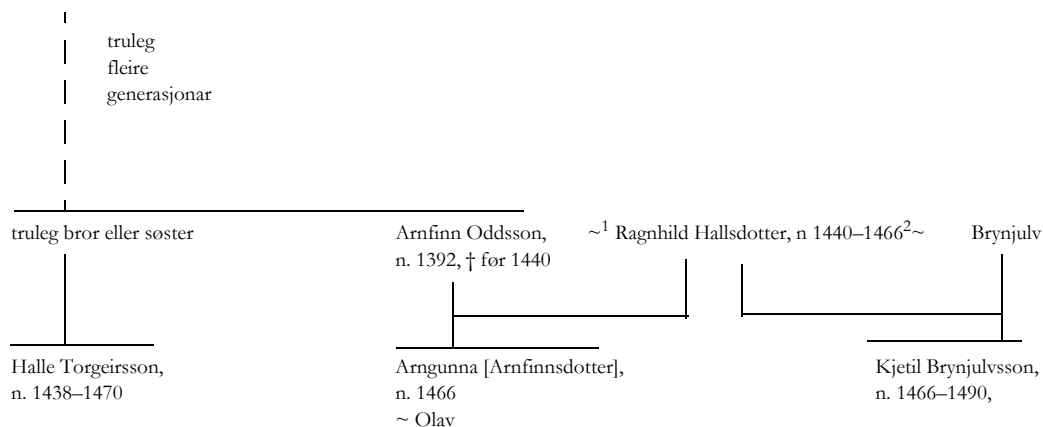 truleg
fleire
generasjonar
truleg bror eller søster
Arnfinn Oddsson,
n. 1392, † før 1440
~1 Ragnhild Hallsdotter, n 1440–14662~
Brynjulv
Halle Torgeirsson,
n. 1438–1470
Arngunna [Arnfinnsdotter],
n. 1466
~ Olav
Kjetil Brynjulvsson,
n. 1466–1490,